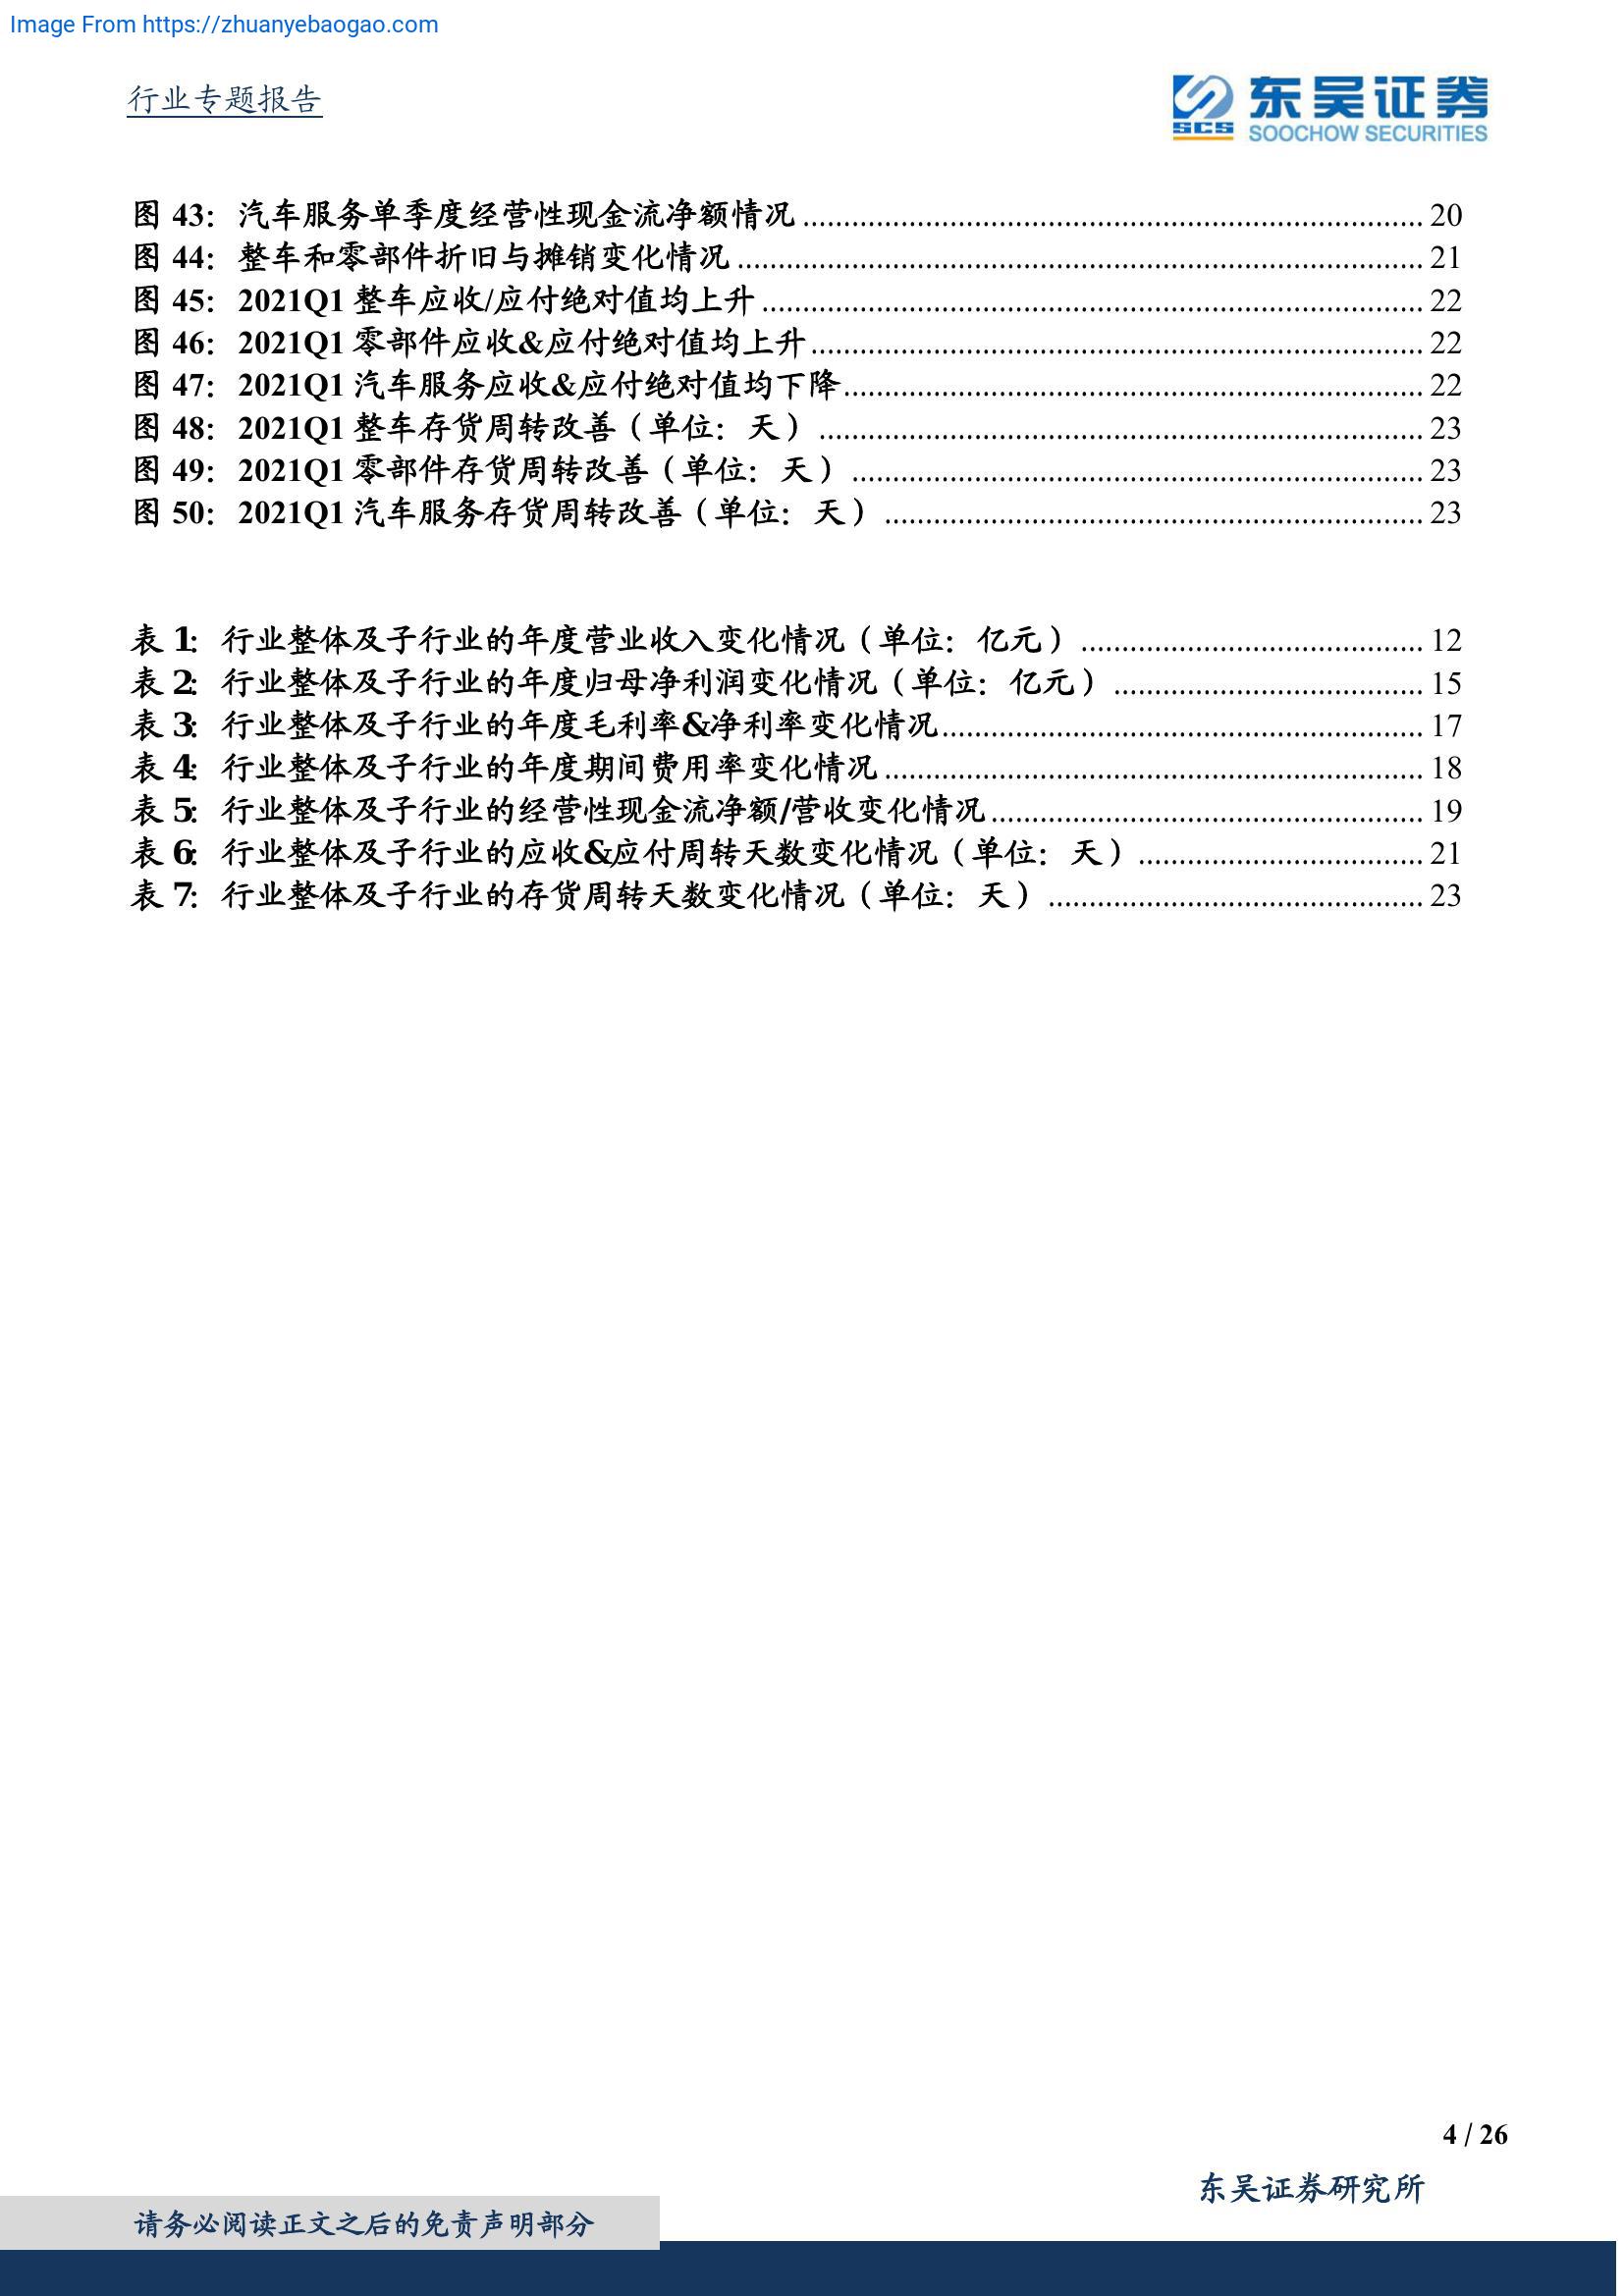 Image From https://zhuanyebaogao.com
行业专题报告
东吴证券
SCS
SOOCHOW SECURITIES
图 43： 汽车服务单季度经营性现金流净额情况 ........................................ 20
图 44： 整车和零部件折旧与摊销变化情况 ........................................ 21
图 45： 2021Q1 整车应收/应付绝对值均上升 ........................................ 22
图 46： 2021Q1 零部件应收&应付绝对值均上升 ........................................ 22
图 47： 2021Q1 汽车服务应收&应付绝对值均下降 ........................................ 22
图 48： 2021Q1 整车存货周转改善（单位：天） ........................................ 23
图 49： 2021Q1 零部件存货周转改善（单位：天） ........................................ 23
图 50： 2021Q1 汽车服务存货周转改善（单位：天） ........................................ 23
表 1： 行业整体及子行业的年度营业收入变化情况（单位：亿元） ........................................ 12
表 2： 行业整体及子行业的年度归母净利润变化情况（单位：亿元） ........................................ 15
表 3： 行业整体及子行业的年度毛利率&净利率变化情况 ........................................ 17
表 4： 行业整体及子行业的年度期间费用率变化情况 ........................................ 18
表 5： 行业整体及子行业的经营性现金流净额/营收变化情况 ........................................ 19
表 6： 行业整体及子行业的应收&应付周转天数变化情况（单位：天） ........................................ 21
表 7： 行业整体及子行业的存货周转天数变化情况（单位：天） ........................................ 23
4 / 26
东吴证券研究所
请务必阅读正文之后的免责声明部分